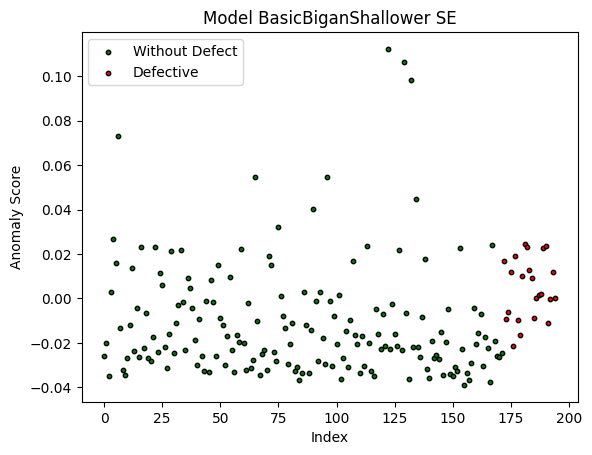 Model BasicBiganShallower SE
Without Defect
Defective
Anomaly Score
0.10
0.08
0.06
0.04
0.02
0.00
−0.02
−0.04
0 25 50 75 100 125 150 175 200
Index